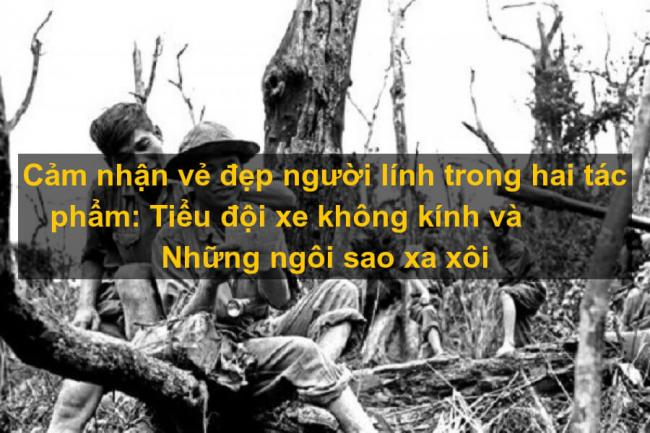 Cảm nhận vẻ đẹp người lính trong hai tác
phẩm: Tiểu đội xe không kính và
Những ngôi sao xa xôi